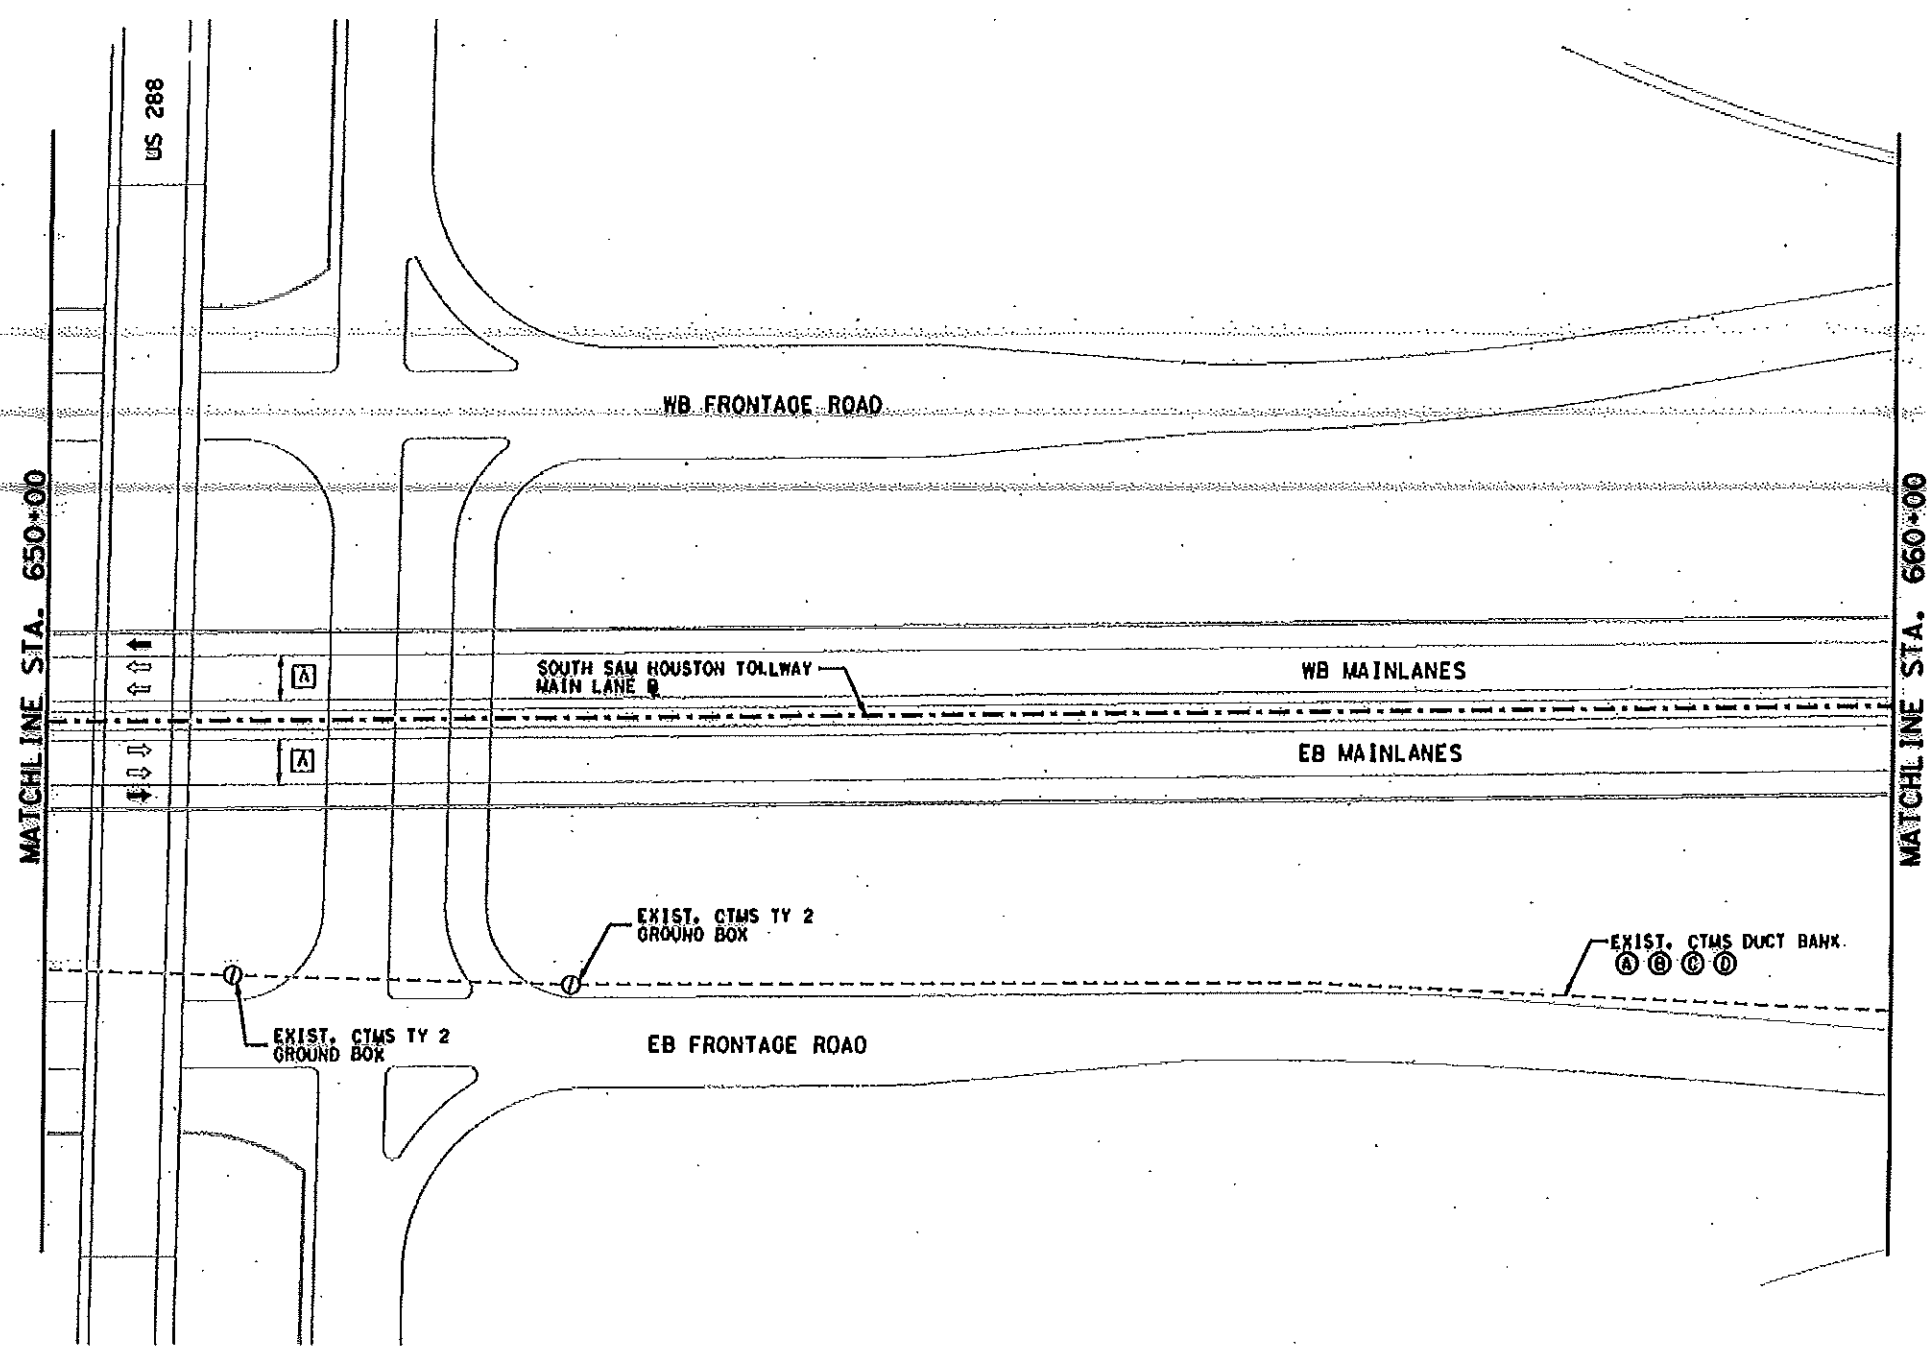 US 288
WB FRONTAGE ROAD
MATCHLINE STA. 650+00
MATCHLINE STA. 660+00
A
SOUTH SAM HOUSTON TOLLWAY
MAIN LANE ℄
WB MAINLANES
A
EB MAINLANES
EXIST. CTMS TY 2
GROUND BOX
EXIST. CTMS DUCT BANK
A B C D
EXIST. CTMS TY 2
GROUND BOX
EB FRONTAGE ROAD